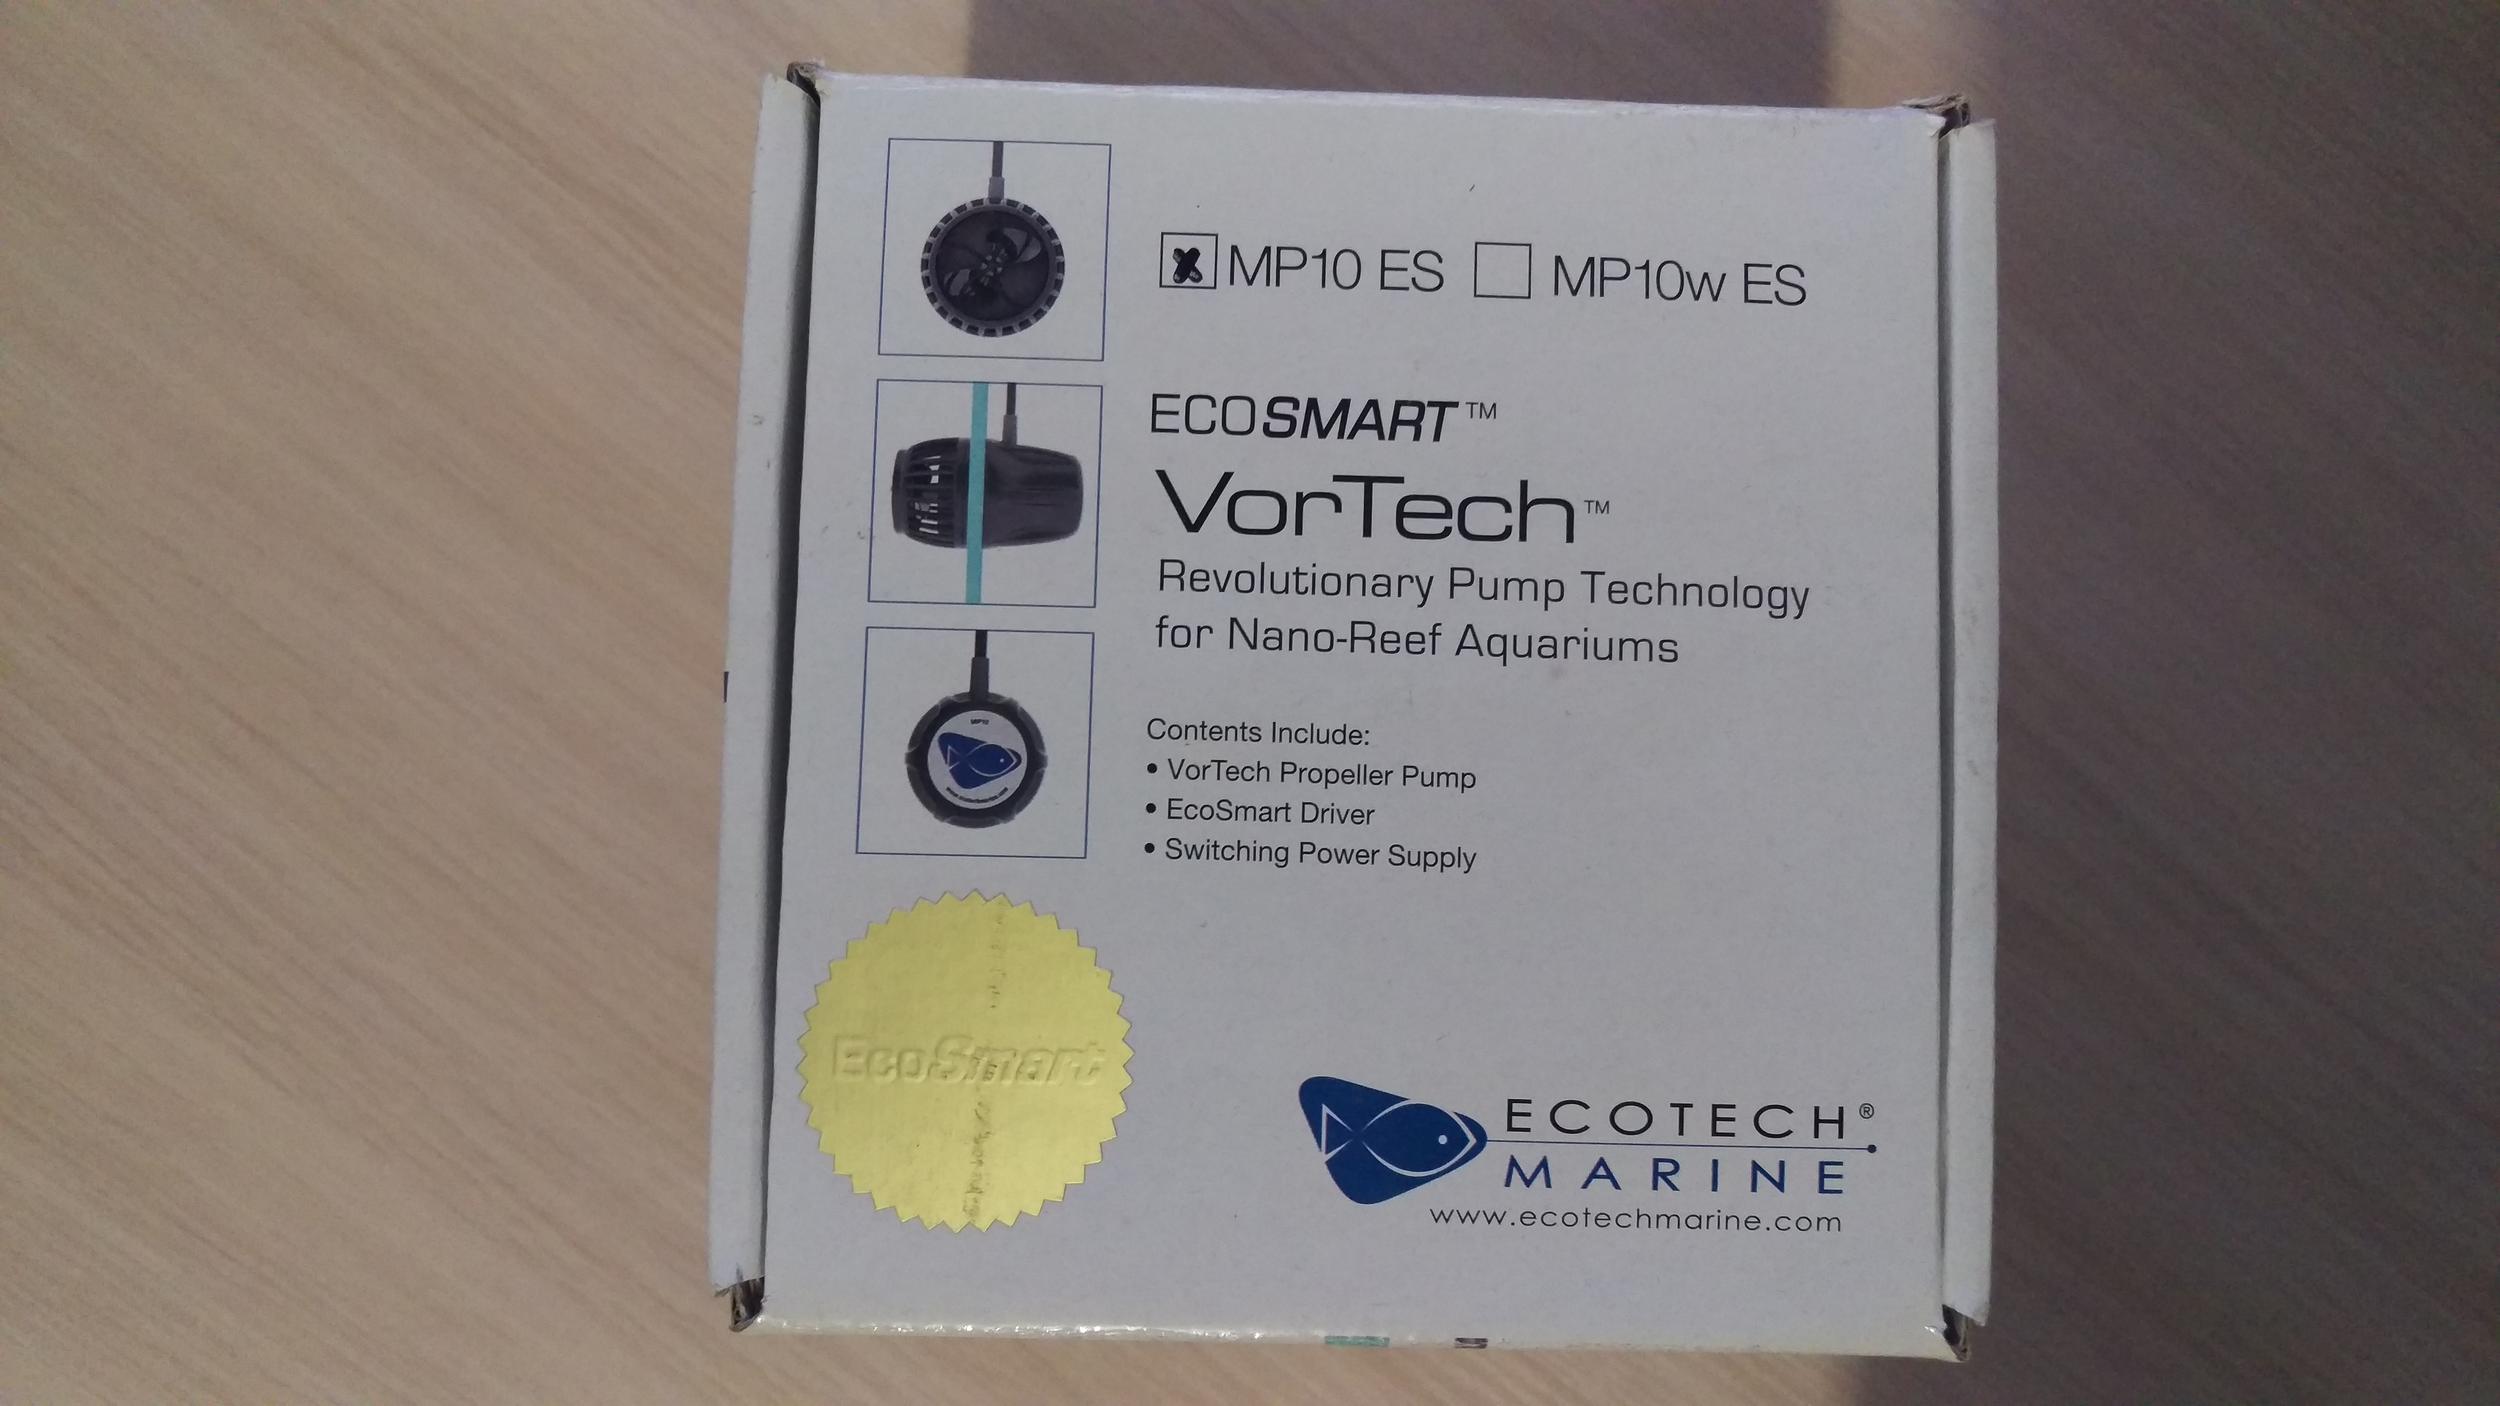 MP10 ES MP10w ES
ECOSMART™
VorTech™
Revolutionary Pump Technology
for Nano-Reef Aquariums
MP10
Contents Include:
• VorTech Propeller Pump
• EcoSmart Driver
• Switching Power Supply
EcoSmart
ECOTECH®
MARINE
www.ecotechmarine.com